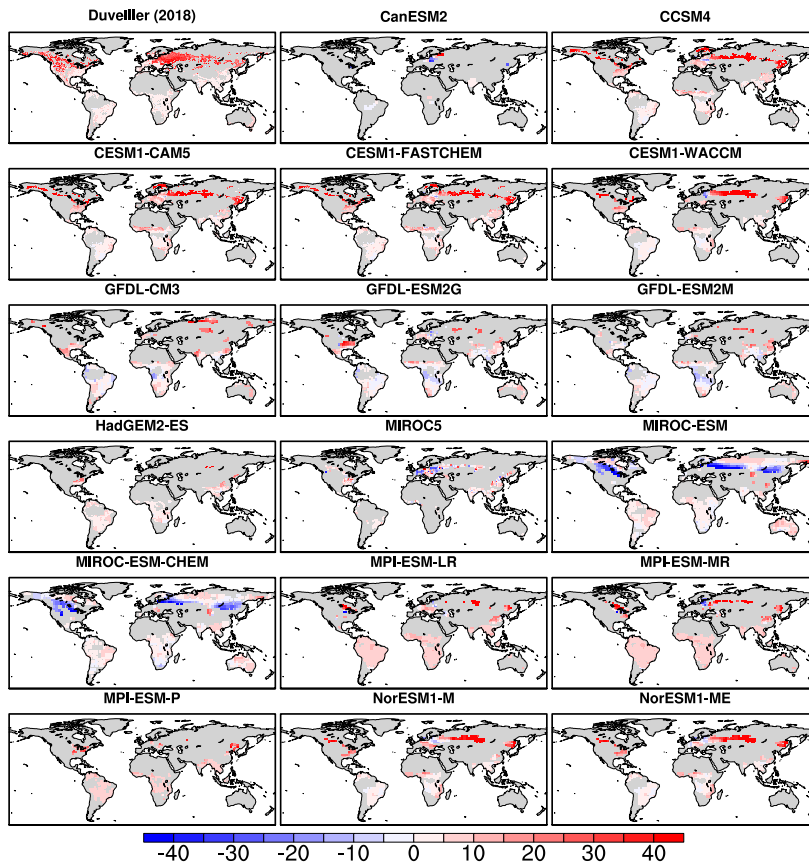 Duvelller (2018) CanESM2 CCSM4
CESM1-CAM5 CESM1-FASTCHEM CESM1-WACCM
GFDL-CM3 GFDL-ESM2G GFDL-ESM2M
HadGEM2-ES MIROC5 MIROC-ESM
MIROC-ESM-CHEM MPI-ESM-LR MPI-ESM-MR
MPI-ESM-P NorESM1-M NorESM1-ME
-40 -30 -20 -10 0 10 20 30 40